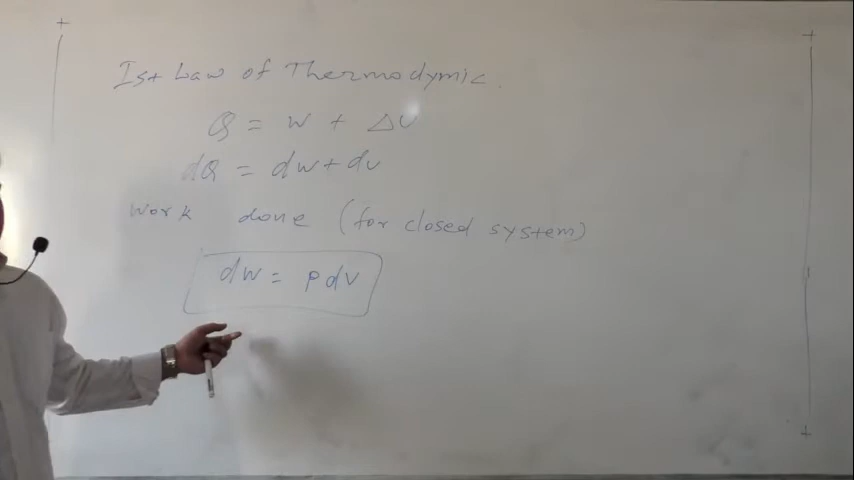 Ist Law of Thermodymic.
Q = W + ΔU
dQ = dw + du
Work done (for closed system)
dw = pdv